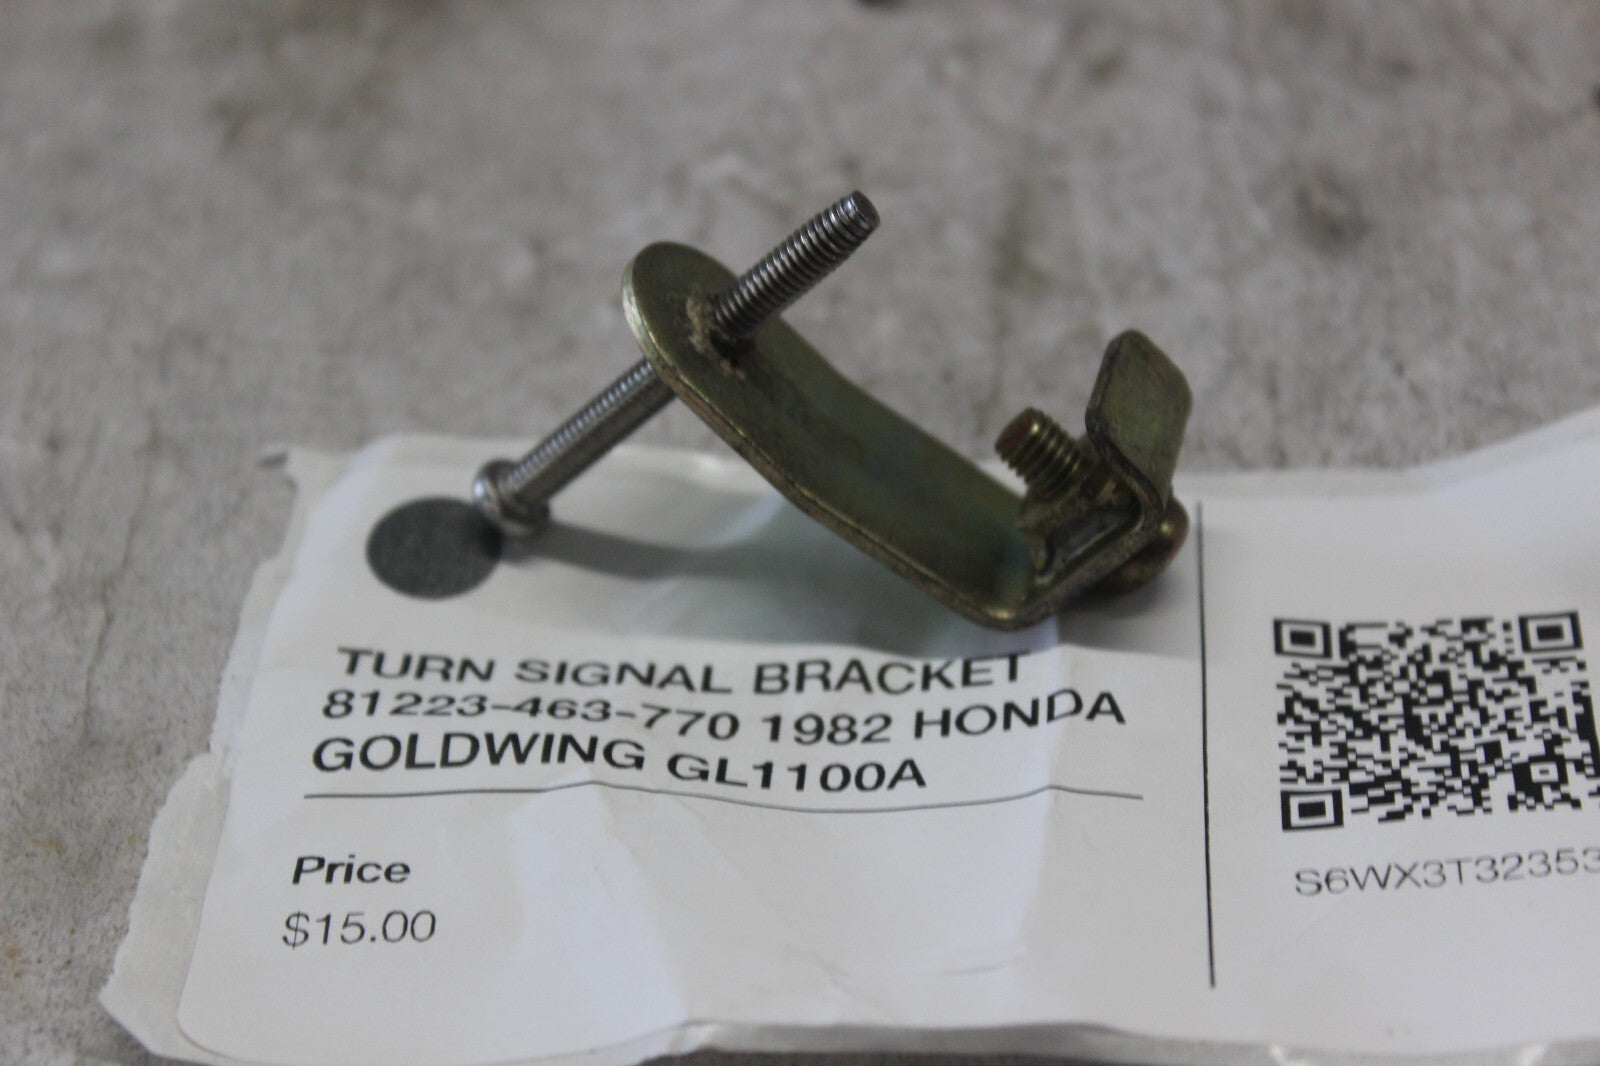 TURN SIGNAL BRACKET
81223-463-770 1982 HONDA
GOLDWING GL1100A
Price
$15.00
S6WX3T32353